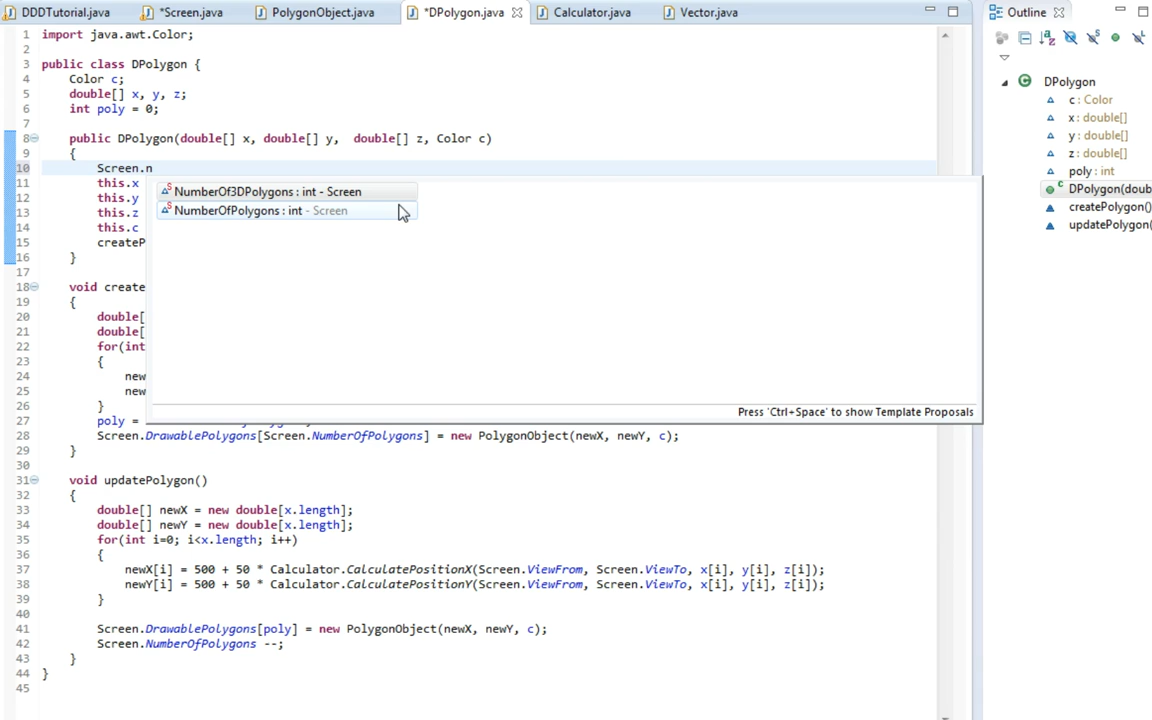 DDDTutorial.java
*Screen.java
PolygonObject.java
*DPolygon.java
Calculator.java
Vector.java
Outline
1 import java.awt.Color;
2
3 public class DPolygon {
4 Color c;
5 double[] x, y, z;
6 int poly = 0;
7
8 public DPolygon(double[] x, double[] y, double[] z, Color c)
9 {
10 Screen.n
11 this.x
12 this.y
13 this.z
14 this.c
15 createP
16 }
17
18 void create
19 {
20 double[
21 double[
22 for(int
23 {
24 new
25 new
26 }
27 poly =
28 Screen.DrawablePolygons[Screen.NumberOfPolygons] = new PolygonObject(newX, newY, c);
29 }
30
31 void updatePolygon()
32 {
33 double[] newX = new double[x.length];
34 double[] newY = new double[x.length];
35 for(int i=0; i<x.length; i++)
36 {
37 newX[i] = 500 + 50 * Calculator.CalculatePositionX(Screen.ViewFrom, Screen.ViewTo, x[i], y[i], z[i]);
38 newY[i] = 500 + 50 * Calculator.CalculatePositionY(Screen.ViewFrom, Screen.ViewTo, x[i], y[i], z[i]);
39 }
40
41 Screen.DrawablePolygons[poly] = new PolygonObject(newX, newY, c);
42 Screen.NumberOfPolygons --;
43 }
44 }
45
NumberOf3DPolygons : int - Screen
NumberOfPolygons : int - Screen
Press 'Ctrl+Space' to show Template Proposals
DPolygon
c : Color
x : double[]
y : double[]
z : double[]
poly : int
DPolygon(doub
createPolygon()
updatePolygon(